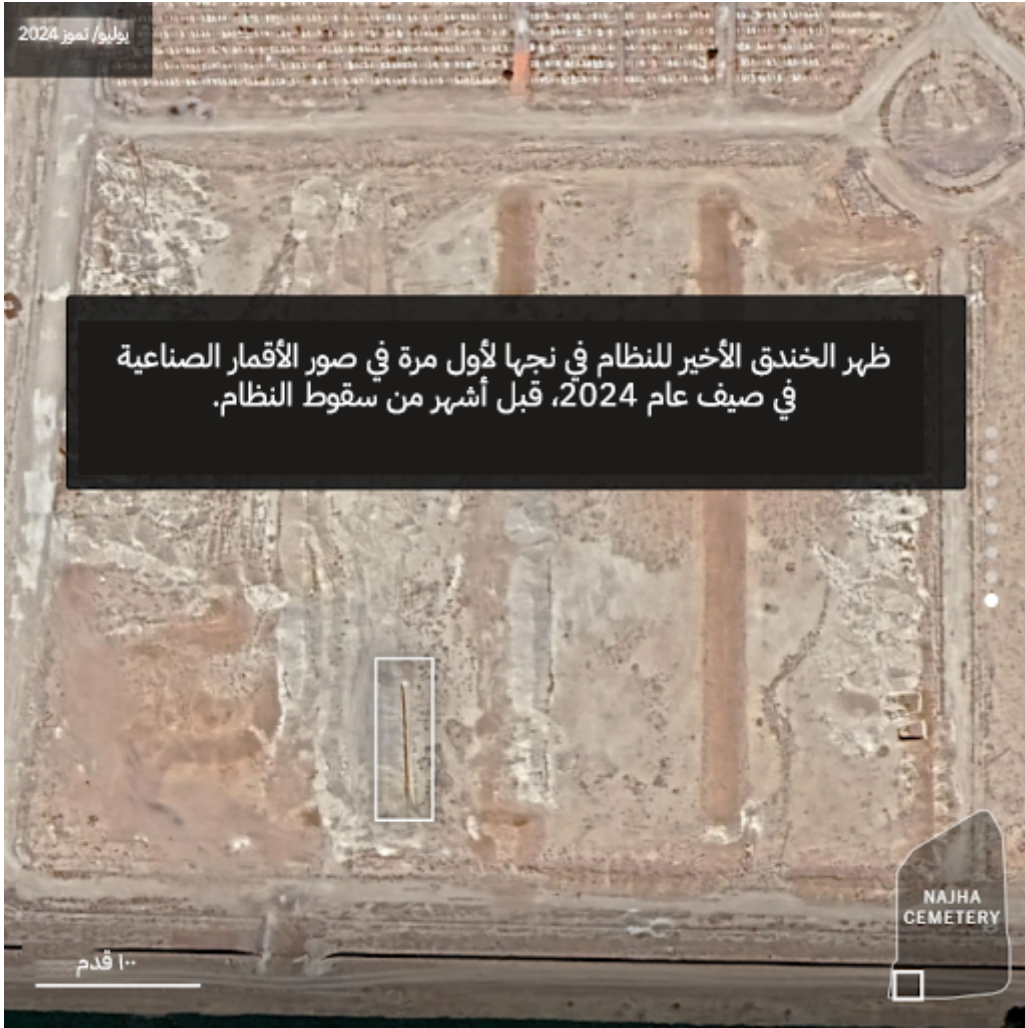 يوليو/ تموز 2024
ظهر الخندق الأخير للنظام في نجها لأول مرة في صور الأقمار الصناعية
في صيف عام 2024، قبل أشهر من سقوط النظام.
NAJHA
CEMETERY
١٠٠ قدم